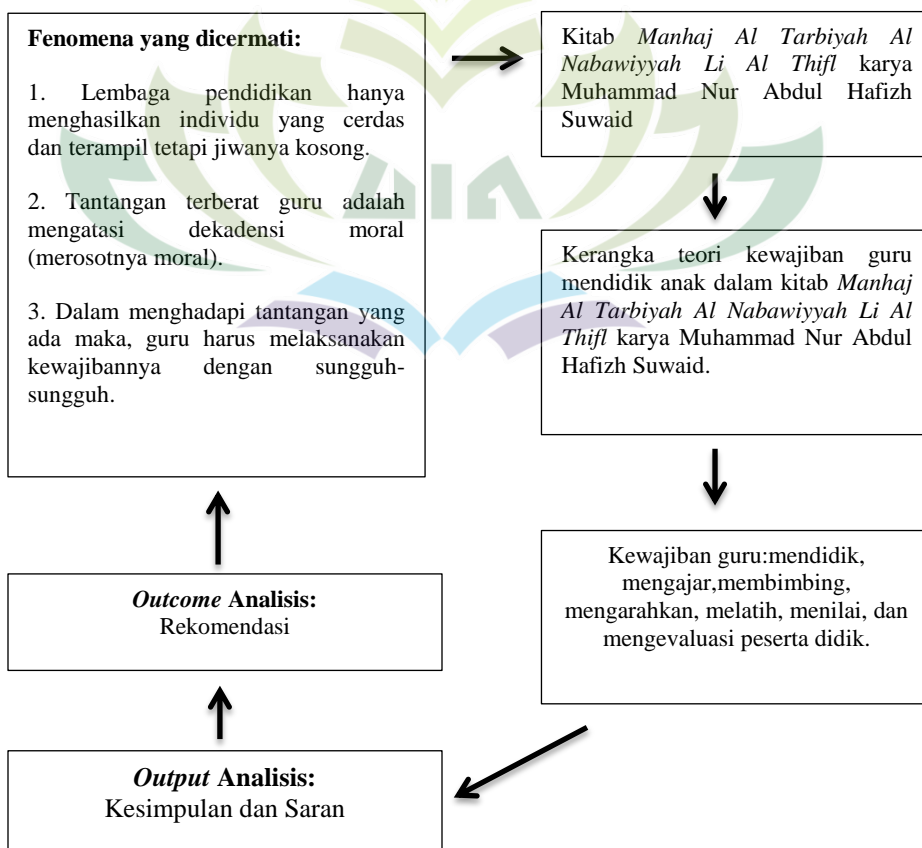 Fenomena yang dicermati:
1. Lembaga pendidikan hanya
menghasilkan individu yang cerdas
dan terampil tetapi jiwanya kosong.
2. Tantangan terberat guru adalah
mengatasi dekadensi moral
(merosotnya moral).
3. Dalam menghadapi tantangan yang
ada maka, guru harus melaksanakan
kewajibannya dengan sungguh-
sungguh.
Kitab Manhaj Al Tarbiyah Al
Nabawiyyah Li Al Thifl karya
Muhammad Nur Abdul Hafizh
Suwaid
Kerangka teori kewajiban guru
mendidik anak dalam kitab Manhaj
Al Tarbiyah Al Nabawiyyah Li Al
Thifl karya Muhammad Nur Abdul
Hafizh Suwaid.
Kewajiban guru:mendidik,
mengajar,membimbing,
mengarahkan, melatih, menilai, dan
mengevaluasi peserta didik.
Outcome Analisis:
Rekomendasi
Output Analisis:
Kesimpulan dan Saran